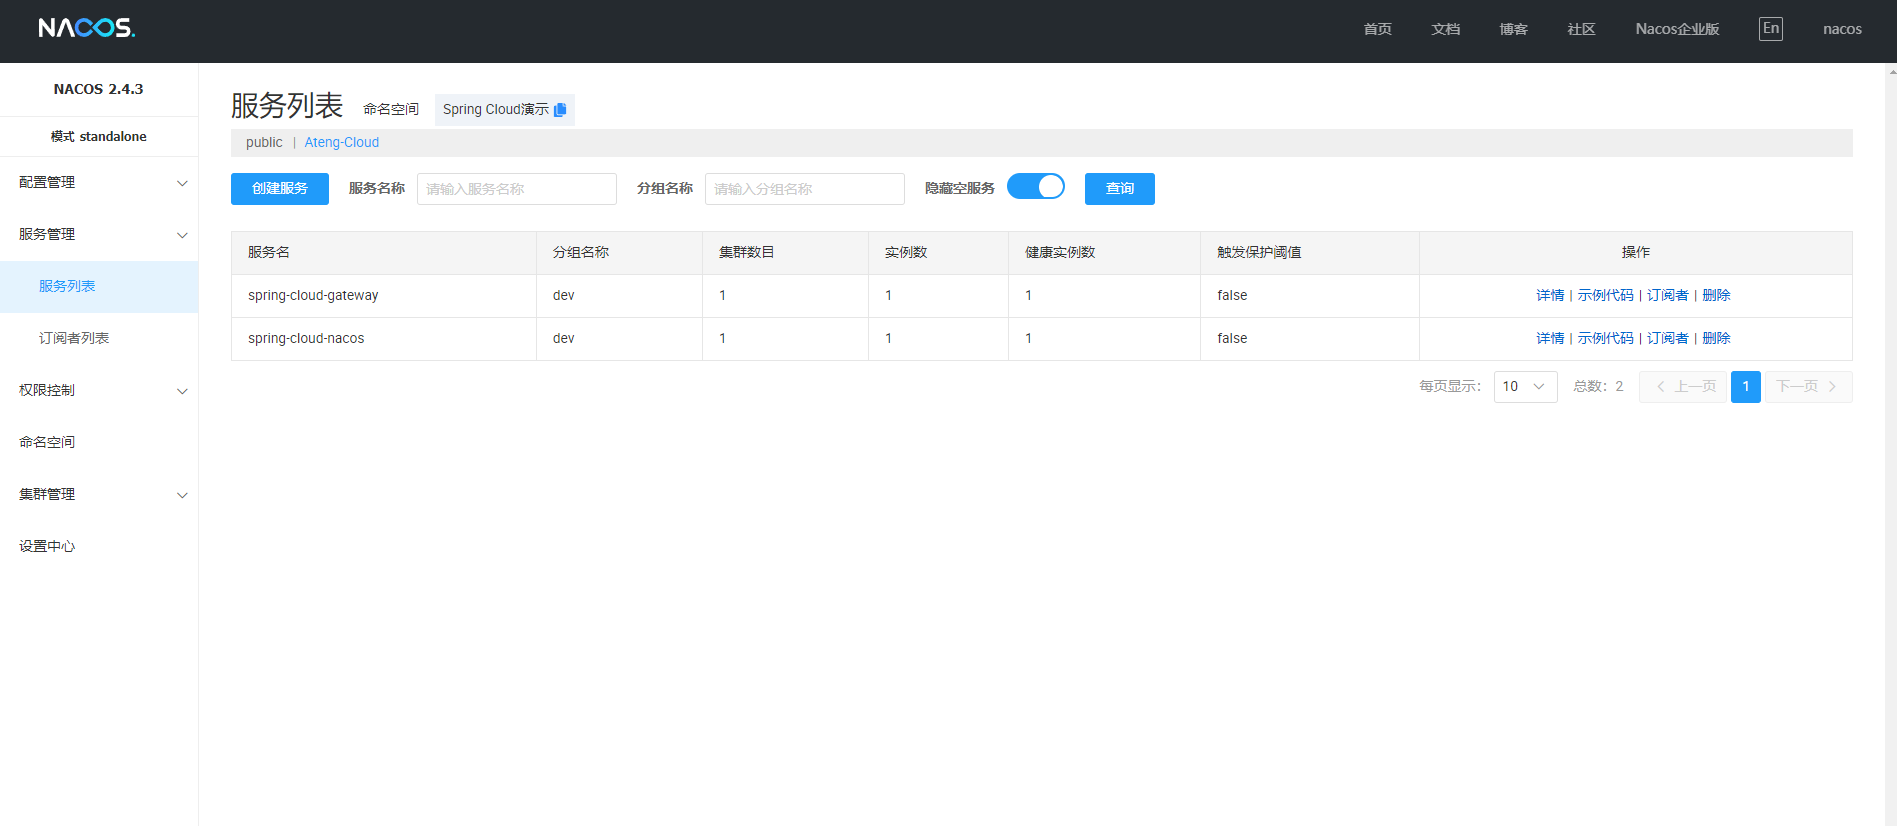 NACOS.
首页 文档 博客 社区 Nacos企业版 En nacos
NACOS 2.4.3
模式 standalone
配置管理
服务管理
服务列表
订阅者列表
权限控制
命名空间
集群管理
设置中心
服务列表 命名空间 Spring Cloud演示
public | Ateng-Cloud
创建服务 服务名称 请输入服务名称 分组名称 请输入分组名称 隐藏空服务 查询
服务名 分组名称 集群数目 实例数 健康实例数 触发保护阈值 操作
spring-cloud-gateway dev 1 1 1 false 详情 | 示例代码 | 订阅者 | 删除
spring-cloud-nacos dev 1 1 1 false 详情 | 示例代码 | 订阅者 | 删除
每页显示： 10 总数：2 上一页 1 下一页